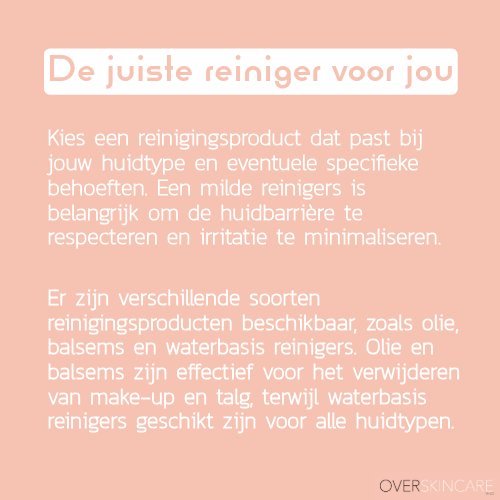 De juiste reiniger voor jou
Kies een reinigingsproduct dat past bij
jouw huidtype en eventuele specifieke
behoeften. Een milde reinigers is
belangrijk om de huidbarrière te
respecteren en irritatie te minimaliseren.
Er zijn verschillende soorten
reinigingsproducten beschikbaar, zoals olie,
balsems en waterbasis reinigers. Olie en
balsems zijn effectief voor het verwijderen
van make-up en talg, terwijl waterbasis
reinigers geschikt zijn voor alle huidtypen.
OVERSKINCARE